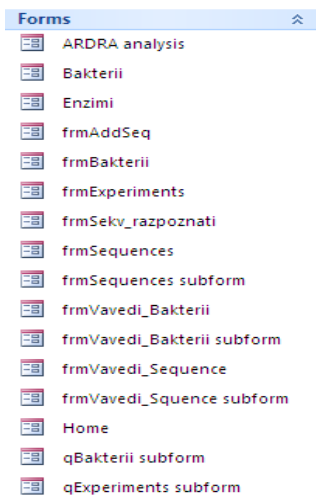 Forms
ARDRA analysis
Bakterii
Enzimi
frmAddSeq
frmBakterii
frmExperiments
frmSekv_razpoznati
frmSequences
frmSequences subform
frmVavedi_Bakterii
frmVavedi_Bakterii subform
frmVavedi_Sequence
frmVavedi_Squence subform
Home
qBakterii subform
qExperiments subform